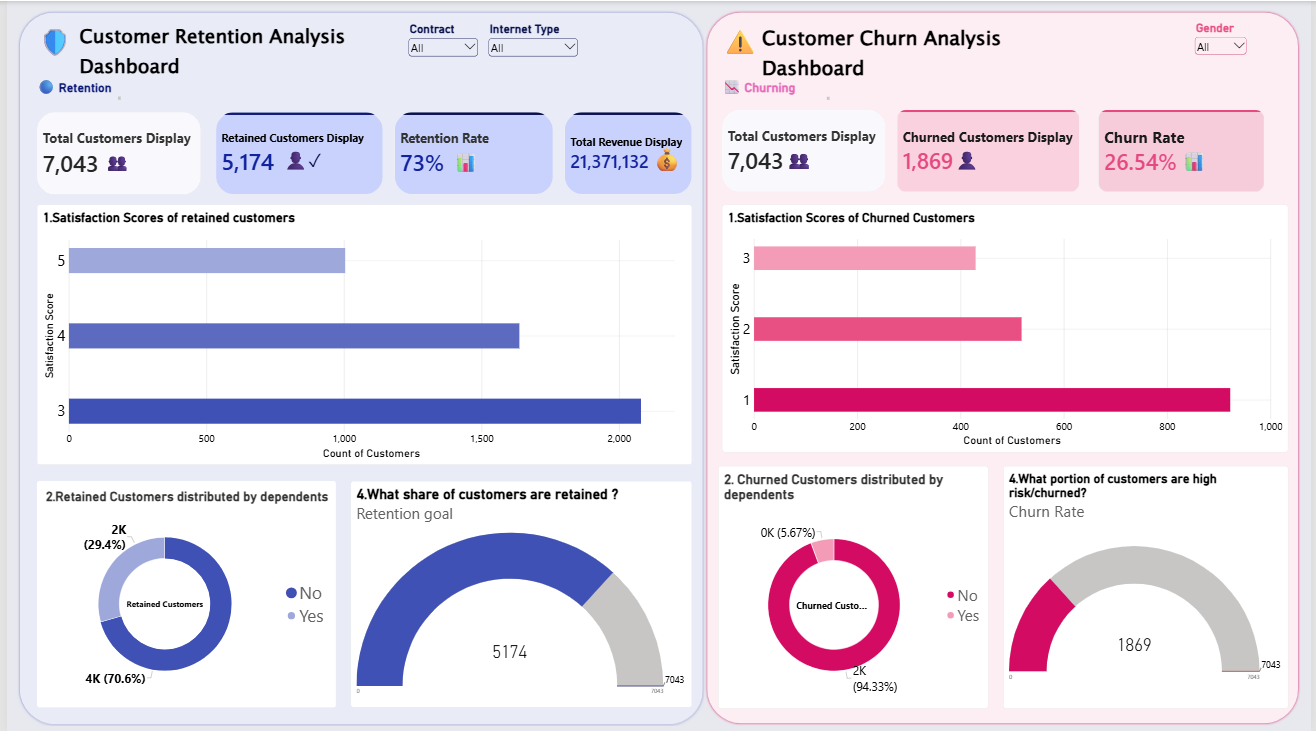 Customer Retention Analysis
Dashboard
Contract
All
Internet Type
All
Retention
Total Customers Display
7,043
Retained Customers Display
5,174
Retention Rate
73%
Total Revenue Display
21,371,132
1.Satisfaction Scores of retained customers
Satisfaction Score
5
4
3
0 500 1,000 1,500 2,000
Count of Customers
2.Retained Customers distributed by dependents
2K
(29.4%)
Retained Customers
4K (70.6%)
No
Yes
4.What share of customers are retained ?
Retention goal
5174
0
7043
7043
Customer Churn Analysis
Dashboard
Gender
All
Churning
Total Customers Display
7,043
Churned Customers Display
1,869
Churn Rate
26.54%
1.Satisfaction Scores of Churned Customers
Satisfaction Score
3
2
1
0 200 400 600 800 1,000
Count of Customers
2. Churned Customers distributed by
dependents
0K (5.67%)
Churned Custo...
2K
(94.33%)
No
Yes
4.What portion of customers are high
risk/churned?
Churn Rate
1869
0
7043
7043